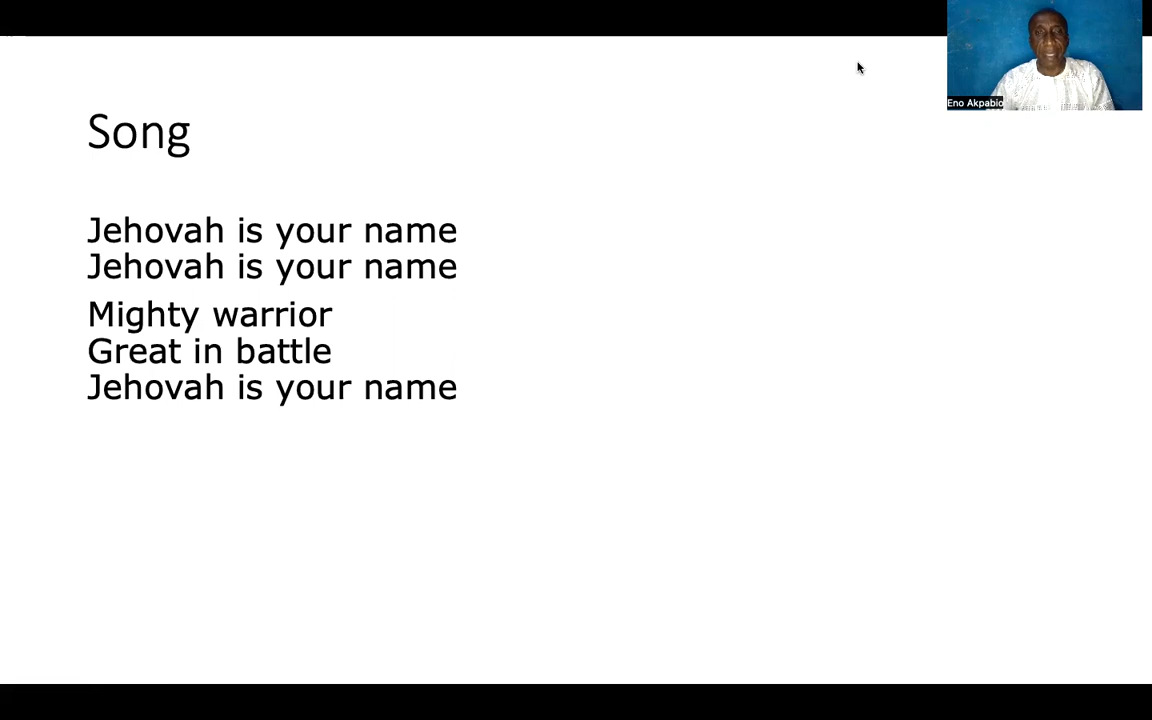 Eno Akpabio
Song
Jehovah is your name
Jehovah is your name
Mighty warrior
Great in battle
Jehovah is your name